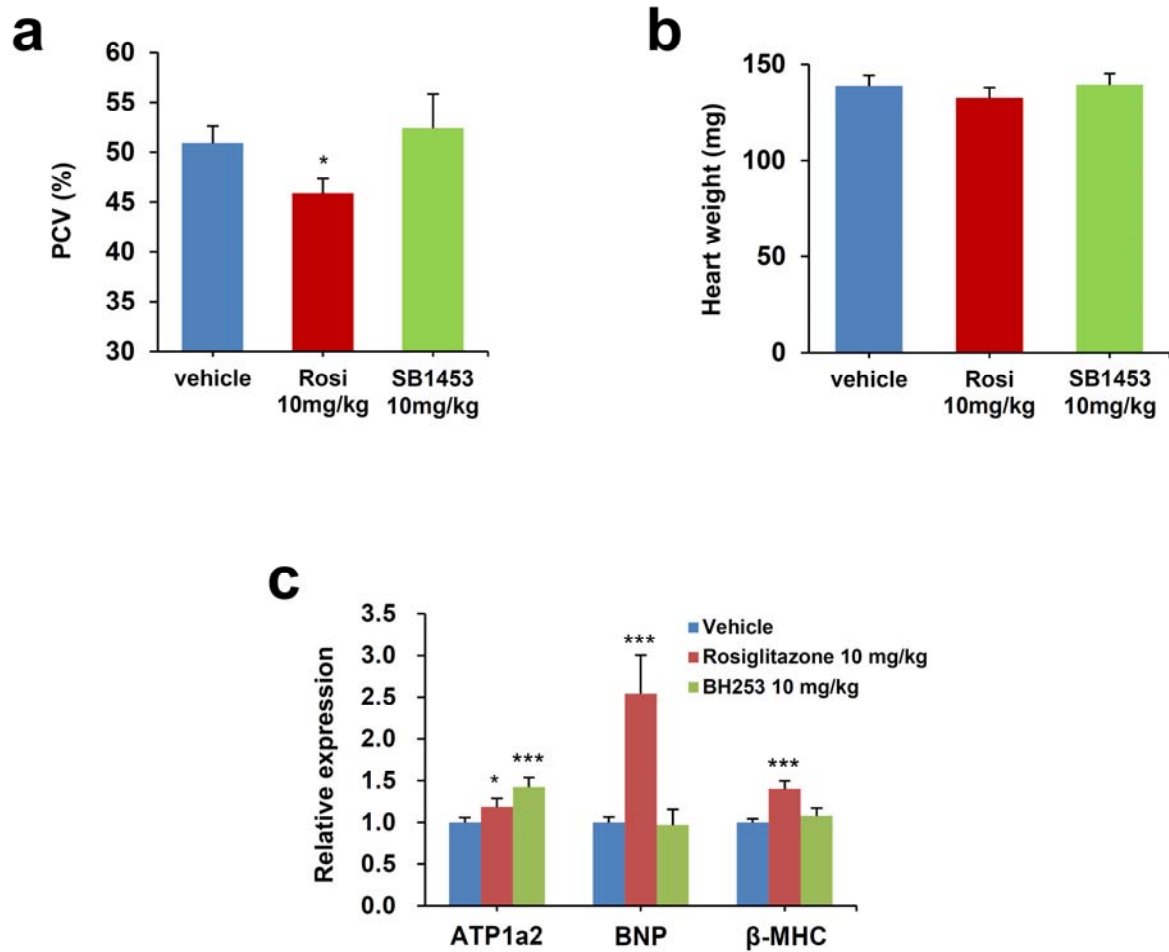 a
60
55
50
45
40
35
30
PCV (%)
*
vehicle
Rosi
10mg/kg
SB1453
10mg/kg
b
150
100
50
0
Heart weight (mg)
vehicle
Rosi
10mg/kg
SB1453
10mg/kg
c
3.5
3.0
2.5
2.0
1.5
1.0
0.5
0.0
Relative expression
Vehicle
Rosiglitazone 10 mg/kg
BH253 10 mg/kg
* *** *** ***
ATP1a2 BNP β-MHC